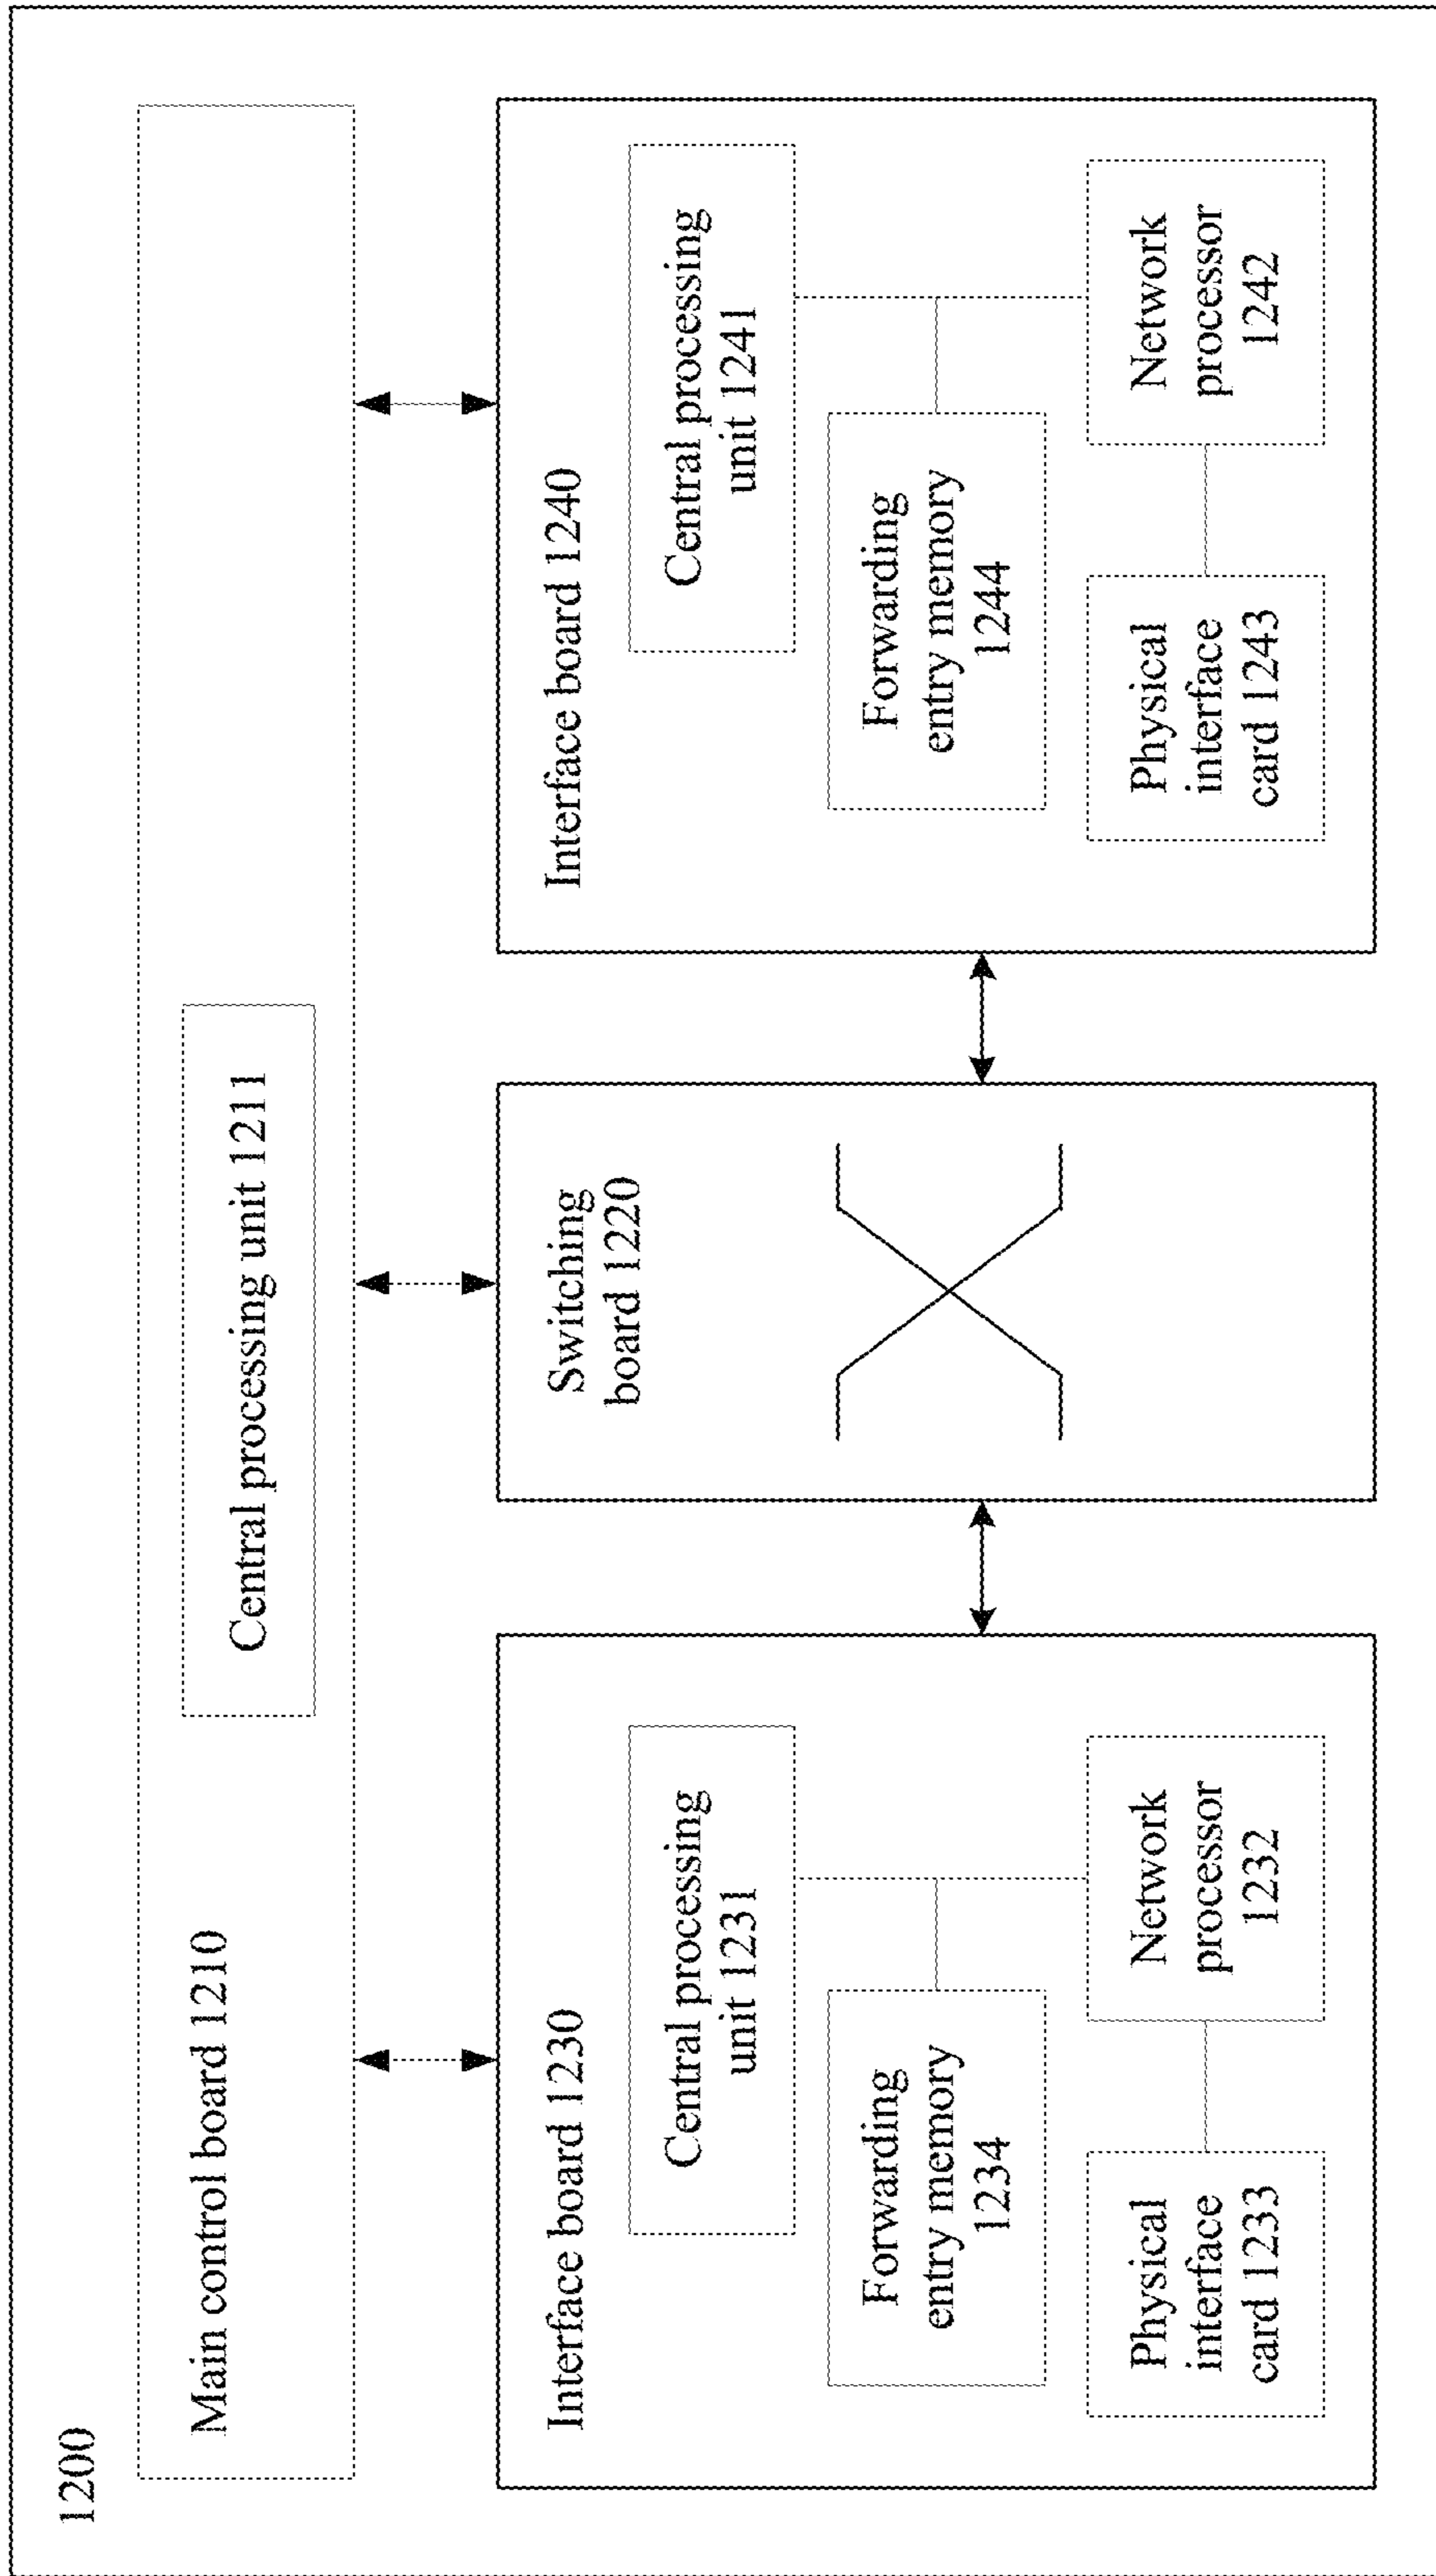 1200
Main control board 1210
Central processing unit 1211
Interface board 1230
Central processing
unit 1231
Forwarding
entry memory
1234
Physical
interface
card 1233
Network
processor
1232
Switching
board 1220
Interface board 1240
Central processing
unit 1241
Forwarding
entry memory
1244
Physical
interface
card 1243
Network
processor
1242